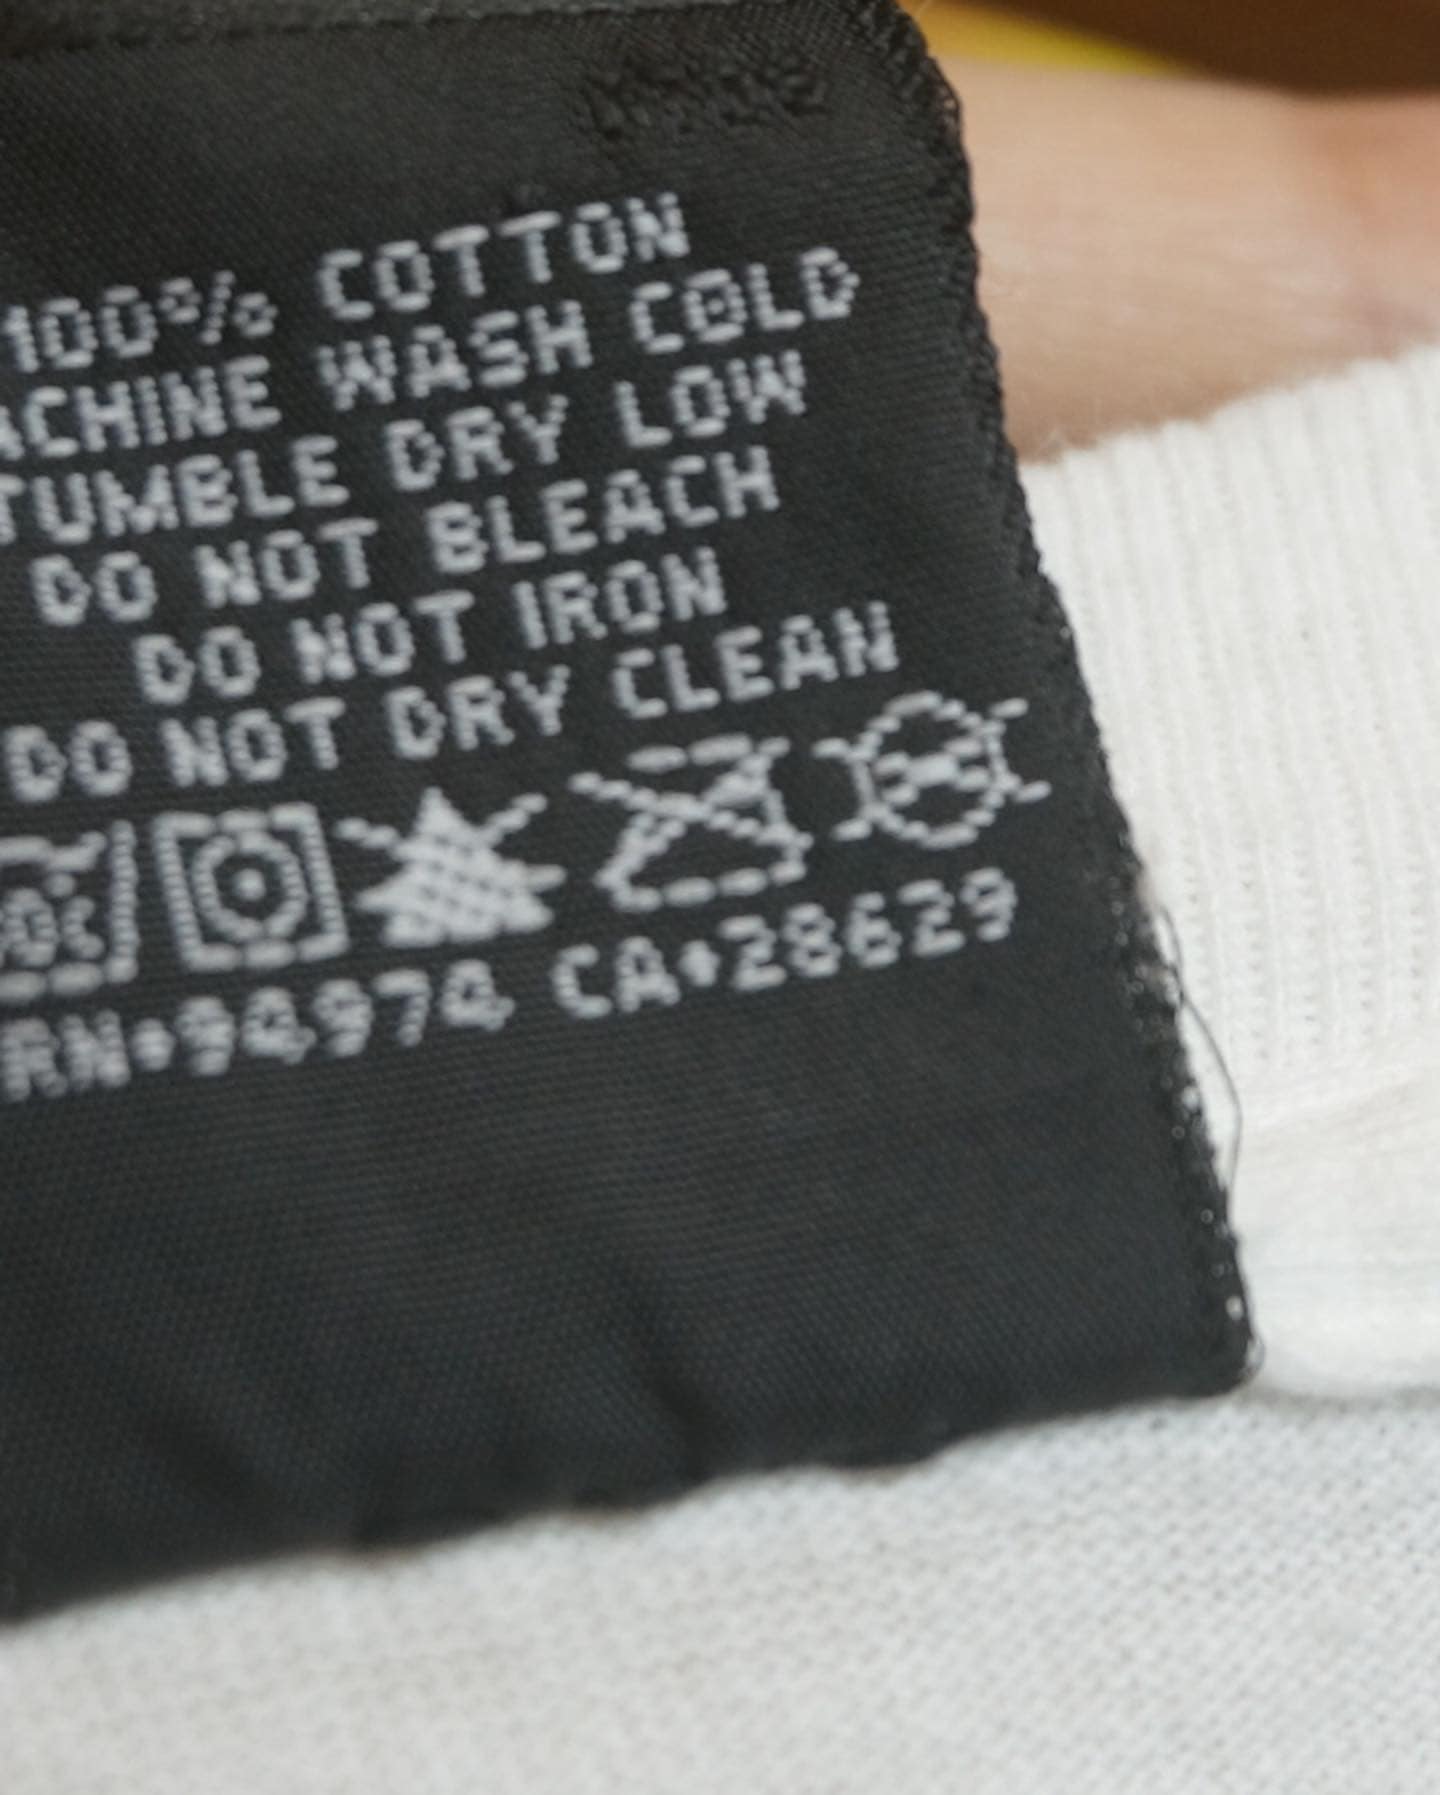 100% COTTON
ACHINE WASH COLD
TUMBLE DRY LOW
DO NOT BLEACH
DO NOT IRON
DO NOT DRY CLEAN
RN•94974 CA•28629